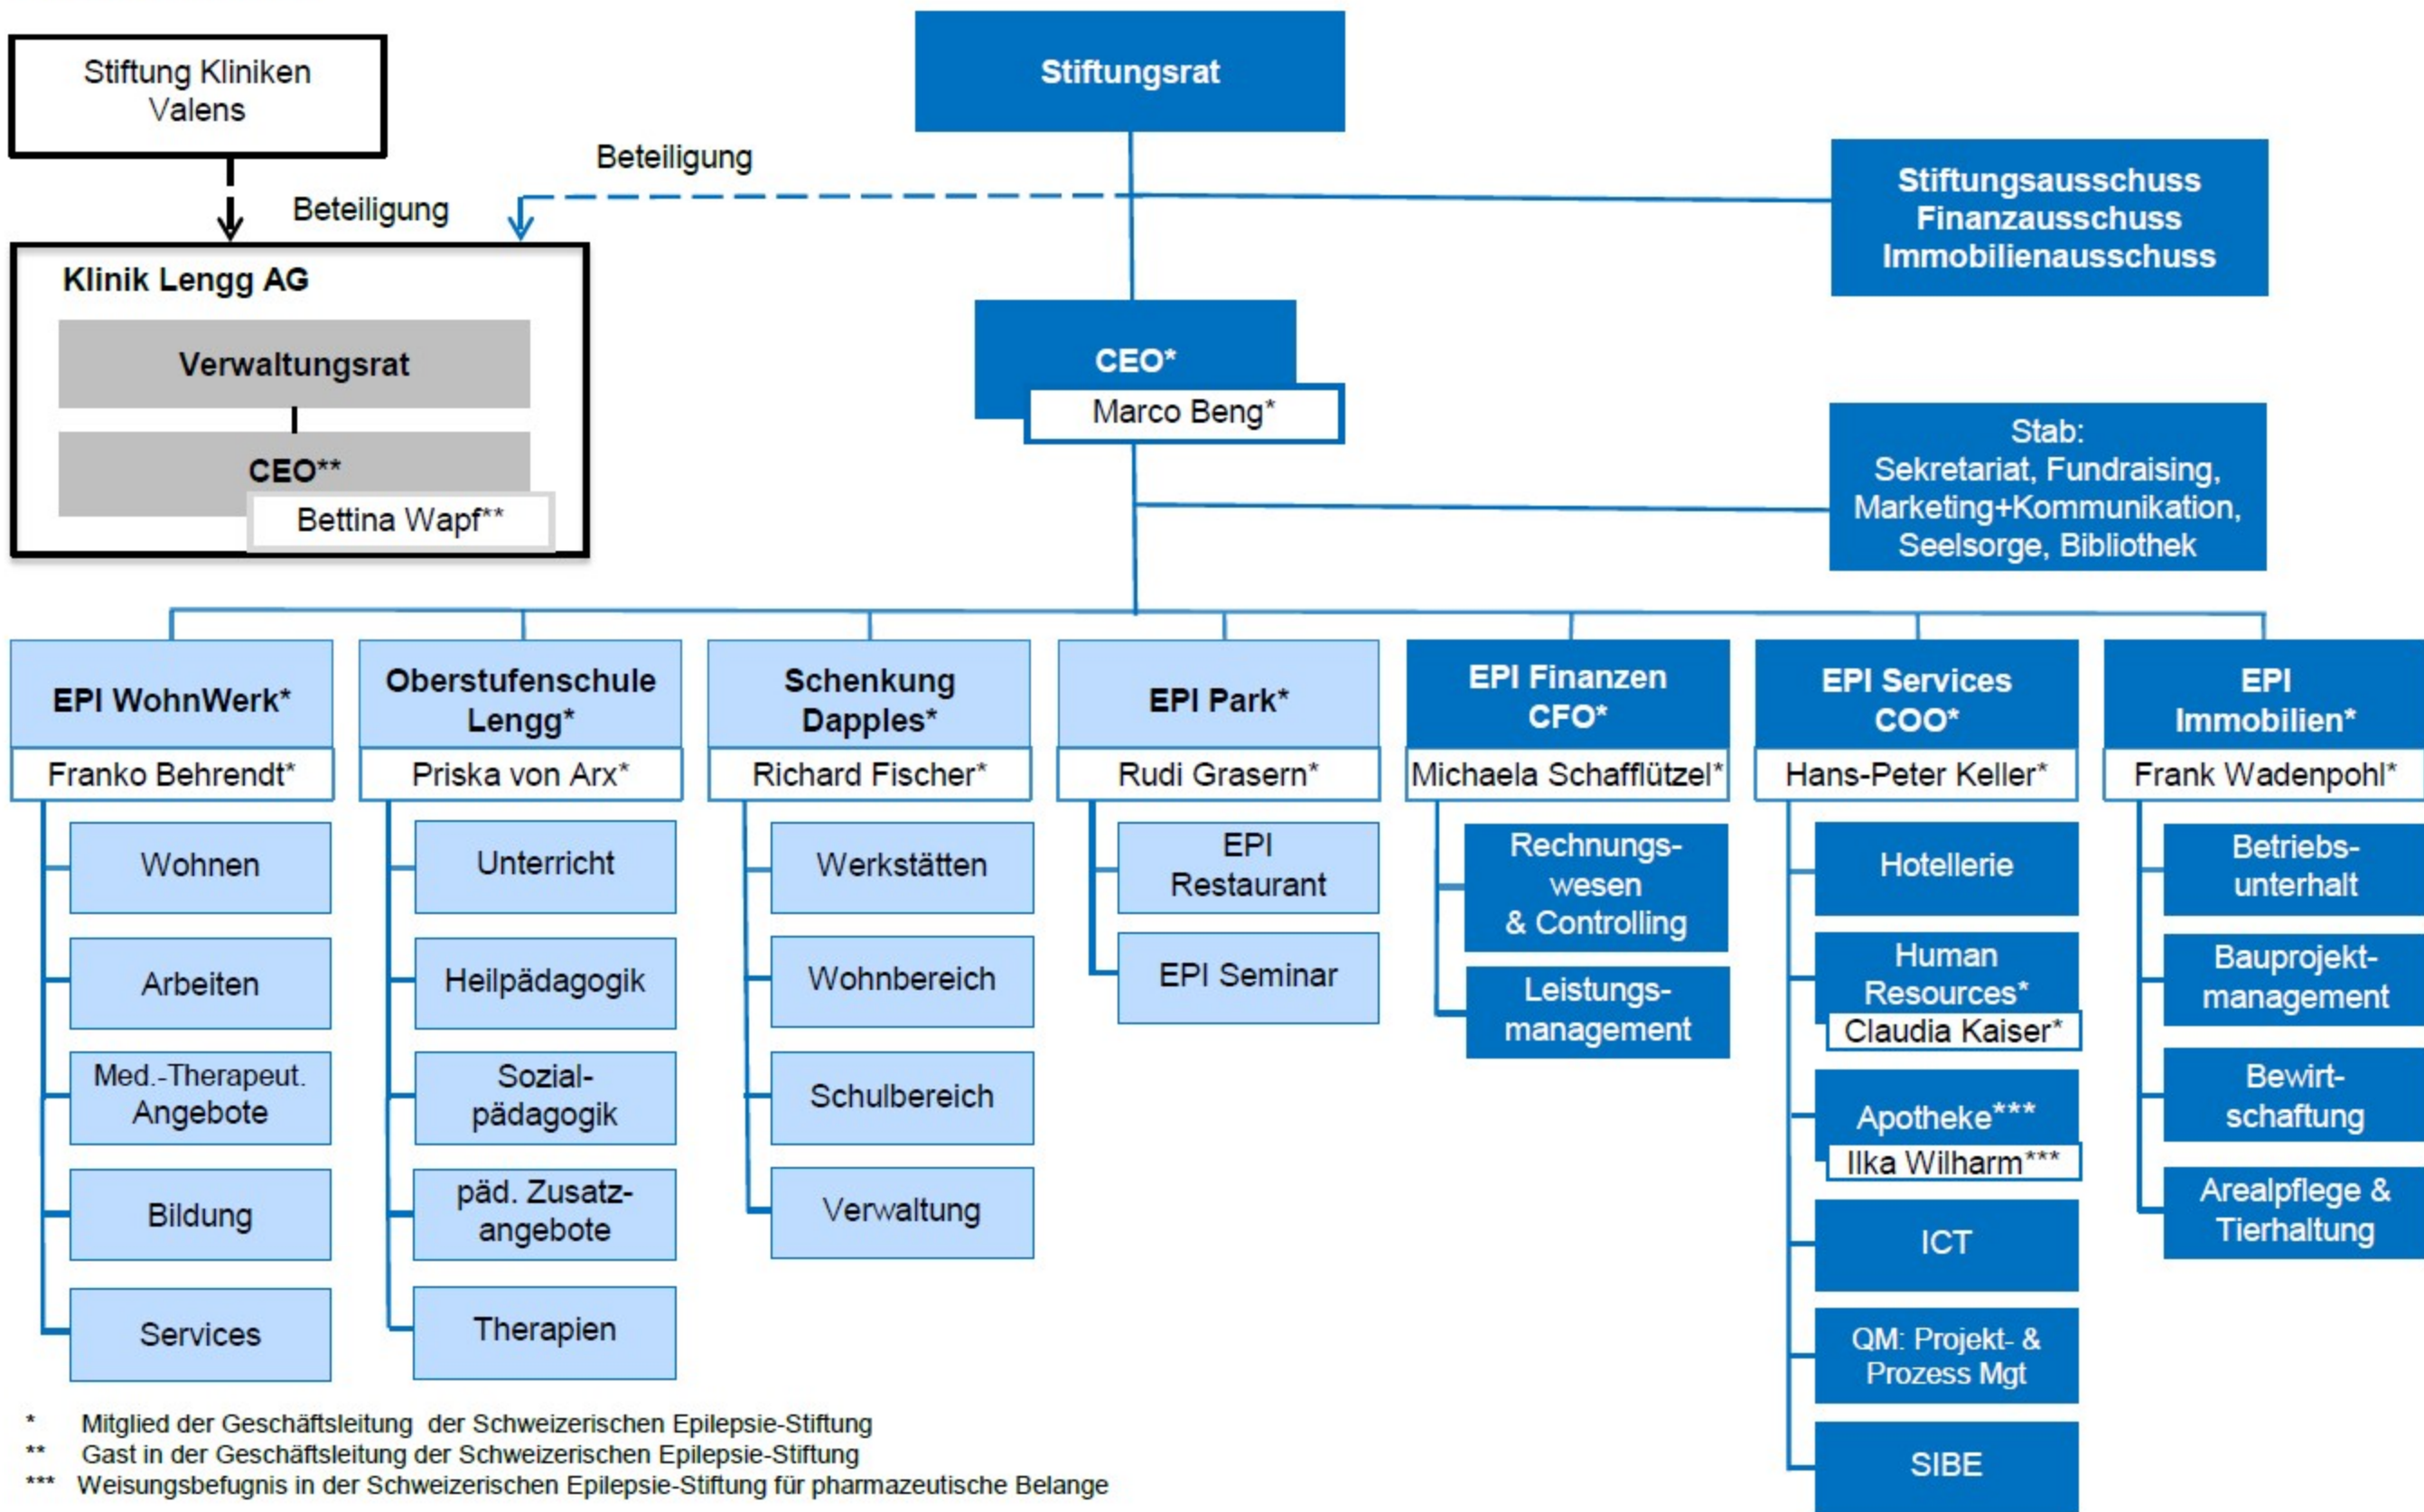 Stiftung Kliniken
Valens
Stiftungsrat
Beteiligung
Beteiligung
Stiftungsausschuss
Finanzausschuss
Immobilienausschuss
Klinik Lengg AG
Verwaltungsrat
CEO**
Bettina Wapf**
CEO*
Marco Beng*
Stab:
Sekretariat, Fundraising,
Marketing+Kommunikation,
Seelsorge, Bibliothek
EPI WohnWerk*
Franko Behrendt*
Wohnen
Arbeiten
Med.-Therapeut.
Angebote
Bildung
Services
Oberstufenschule
Lengg*
Priska von Arx*
Unterricht
Heilpädagogik
Sozial-
pädagogik
päd. Zusatz-
angebote
Therapien
Schenkung
Dapples*
Richard Fischer*
Werkstätten
Wohnbereich
Schulbereich
Verwaltung
EPI Park*
Rudi Grasern*
EPI
Restaurant
EPI Seminar
EPI Finanzen
CFO*
Michaela Schafflützel*
Rechnungs-
wesen
& Controlling
Leistungs-
management
EPI Services
COO*
Hans-Peter Keller*
Hotellerie
Human
Resources*
Claudia Kaiser*
Apotheke***
Ilka Wilharm***
ICT
QM: Projekt- &
Prozess Mgt
SIBE
EPI
Immobilien*
Frank Wadenpohl*
Betriebs-
unterhalt
Bauprojekt-
management
Bewirt-
schaftung
Arealpflege &
Tierhaltung
* Mitglied der Geschäftsleitung der Schweizerischen Epilepsie-Stiftung
** Gast in der Geschäftsleitung der Schweizerischen Epilepsie-Stiftung
*** Weisungsbefugnis in der Schweizerischen Epilepsie-Stiftung für pharmazeutische Belange